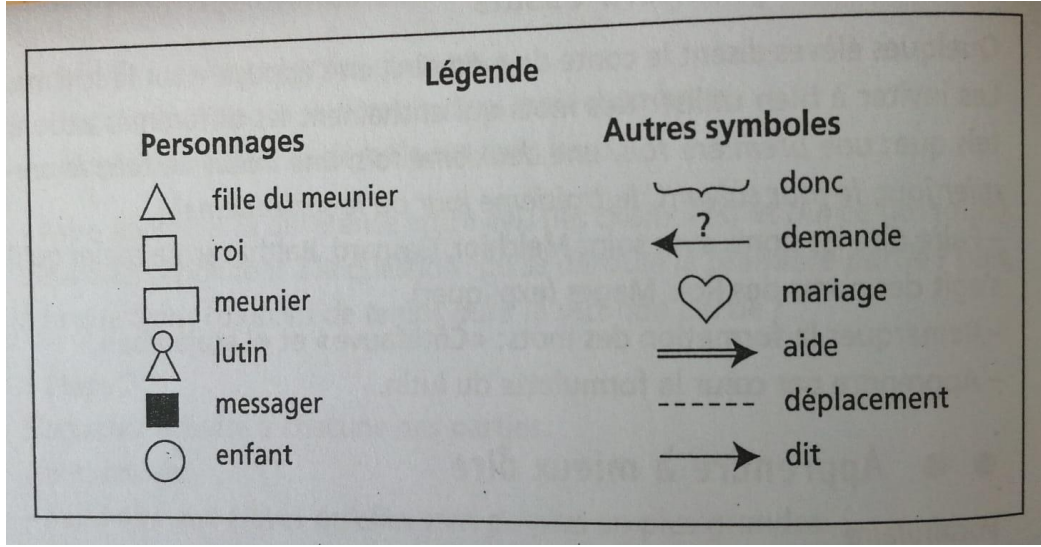 Légende
Personnages
fille du meunier
roi
meunier
lutin
messager
enfant
Autres symboles
donc
?
demande
mariage
aide
déplacement
dit